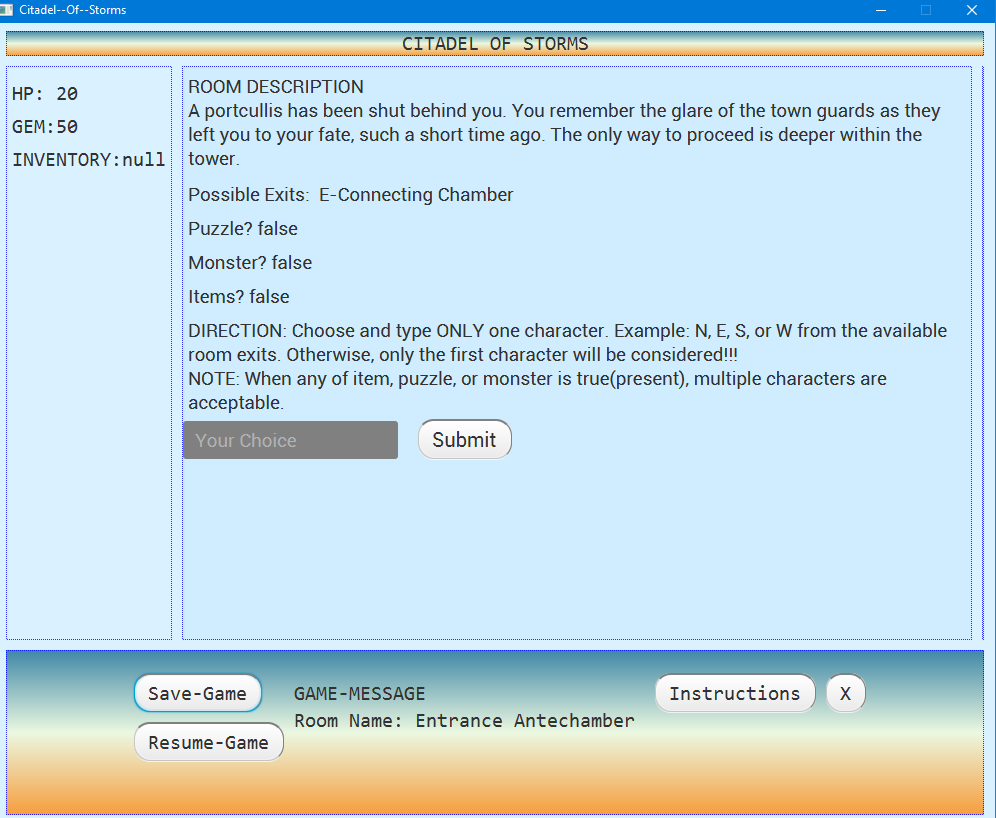 Citadel--Of--Storms
CITADEL OF STORMS
HP: 20
GEM:50
INVENTORY:null
ROOM DESCRIPTION
A portcullis has been shut behind you. You remember the glare of the town guards as they
left you to your fate, such a short time ago. The only way to proceed is deeper within the
tower.
Possible Exits:  E-Connecting Chamber
Puzzle? false
Monster? false
Items? false
DIRECTION: Choose and type ONLY one character. Example: N, E, S, or W from the available
room exits. Otherwise, only the first character will be considered!!!
NOTE: When any of item, puzzle, or monster is true(present), multiple characters are
acceptable.
Your Choice
Submit
Save-Game
Resume-Game
GAME-MESSAGE
Room Name: Entrance Antechamber
Instructions
X